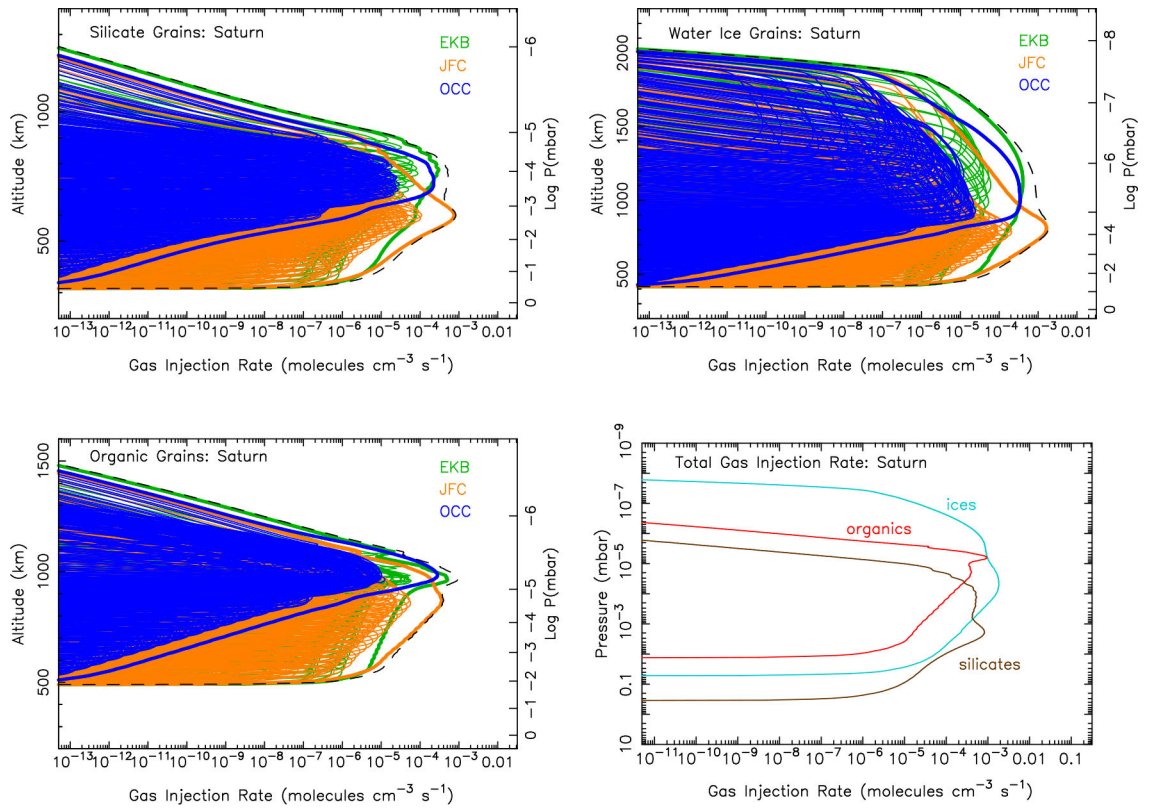 Silicate Grains: Saturn
EKB
JFC
OCC
Altitude (km)
500
1000
Log P(mbar)
−6
−5
−4
−3
−2
−1
0
10⁻¹³ 10⁻¹² 10⁻¹¹ 10⁻¹⁰ 10⁻⁹ 10⁻⁸ 10⁻⁷ 10⁻⁶ 10⁻⁵ 10⁻⁴ 10⁻³ 0.01
Gas Injection Rate (molecules cm⁻³ s⁻¹)
Water Ice Grains: Saturn
EKB
JFC
OCC
Altitude (km)
500
1000
1500
2000
Log P(mbar)
−8
−7
−6
−4
−2
0
10⁻¹³ 10⁻¹² 10⁻¹¹ 10⁻¹⁰ 10⁻⁹ 10⁻⁸ 10⁻⁷ 10⁻⁶ 10⁻⁵ 10⁻⁴ 10⁻³ 0.01
Gas Injection Rate (molecules cm⁻³ s⁻¹)
Organic Grains: Saturn
EKB
JFC
OCC
Altitude (km)
500
1000
1500
Log P(mbar)
−6
−5
−4
−3
−2
−1
0
10⁻¹³ 10⁻¹² 10⁻¹¹ 10⁻¹⁰ 10⁻⁹ 10⁻⁸ 10⁻⁷ 10⁻⁶ 10⁻⁵ 10⁻⁴ 10⁻³ 0.01
Gas Injection Rate (molecules cm⁻³ s⁻¹)
Total Gas Injection Rate: Saturn
ices
organics
silicates
Pressure (mbar)
10⁻⁹
10⁻⁷
10⁻⁵
10⁻³
0.1
10
10⁻¹¹ 10⁻¹⁰ 10⁻⁹ 10⁻⁸ 10⁻⁷ 10⁻⁶ 10⁻⁵ 10⁻⁴ 10⁻³ 0.01 0.1
Gas Injection Rate (molecules cm⁻³ s⁻¹)